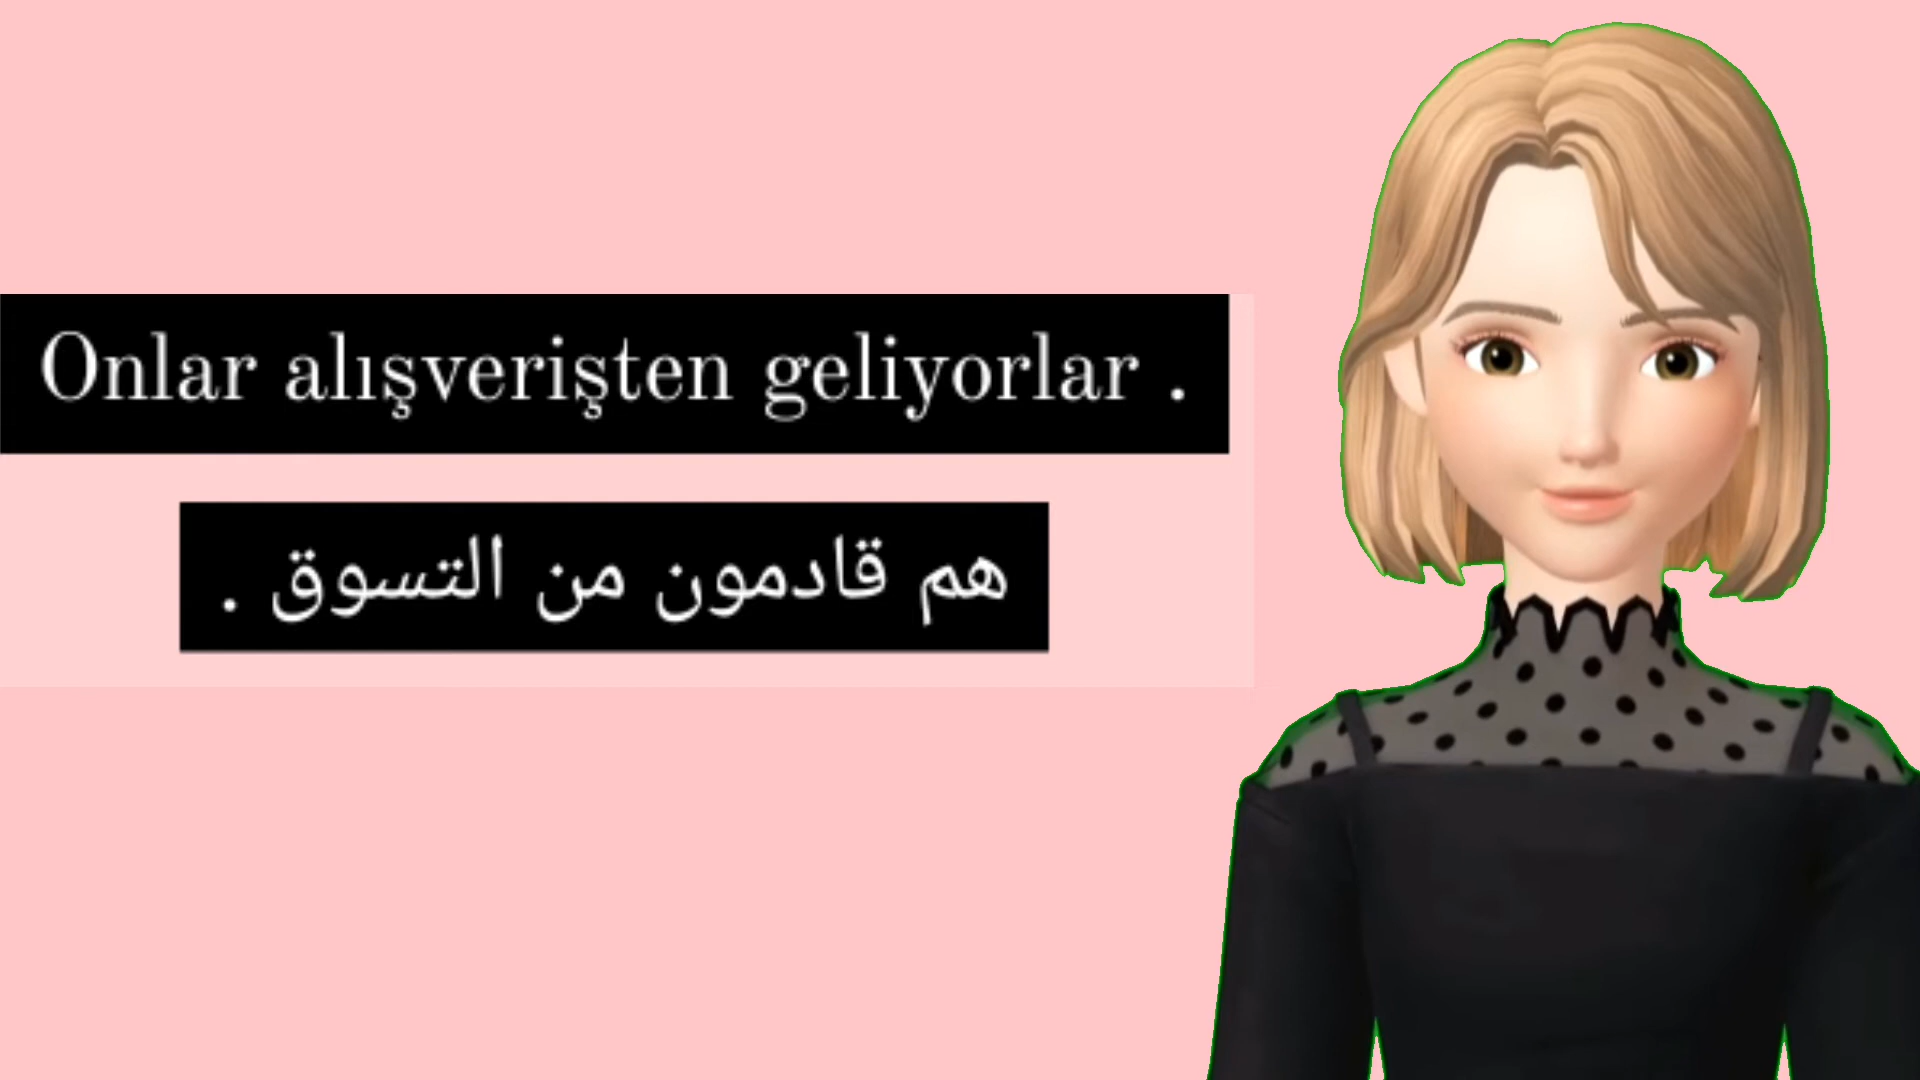 Onlar alışverişten geliyorlar .
هم قادمون من التسوق .